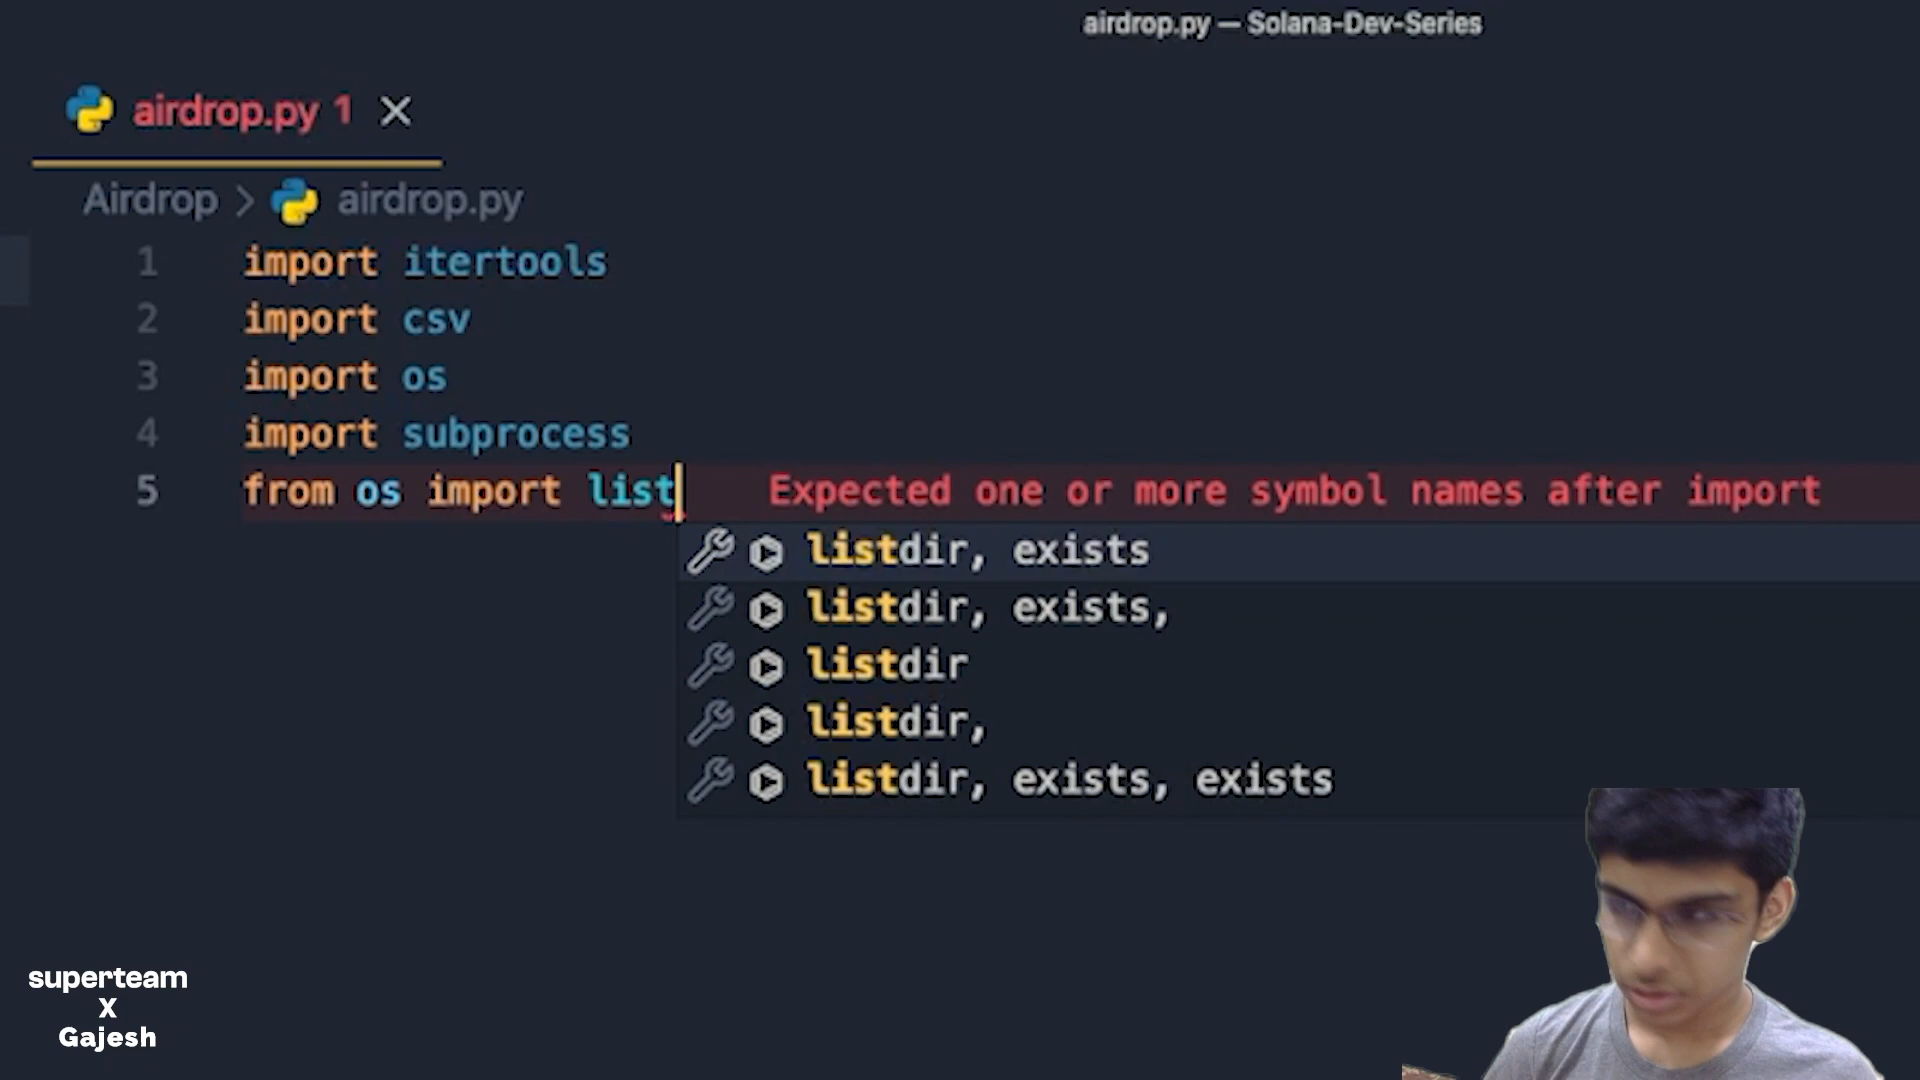 airdrop.py — Solana-Dev-Series
airdrop.py 1
Airdrop > airdrop.py
1 import itertools
2 import csv
3 import os
4 import subprocess
5 from os import list Expected one or more symbol names after import
listdir, exists
listdir, exists,
listdir
listdir,
listdir, exists, exists
superteam
X
Gajesh